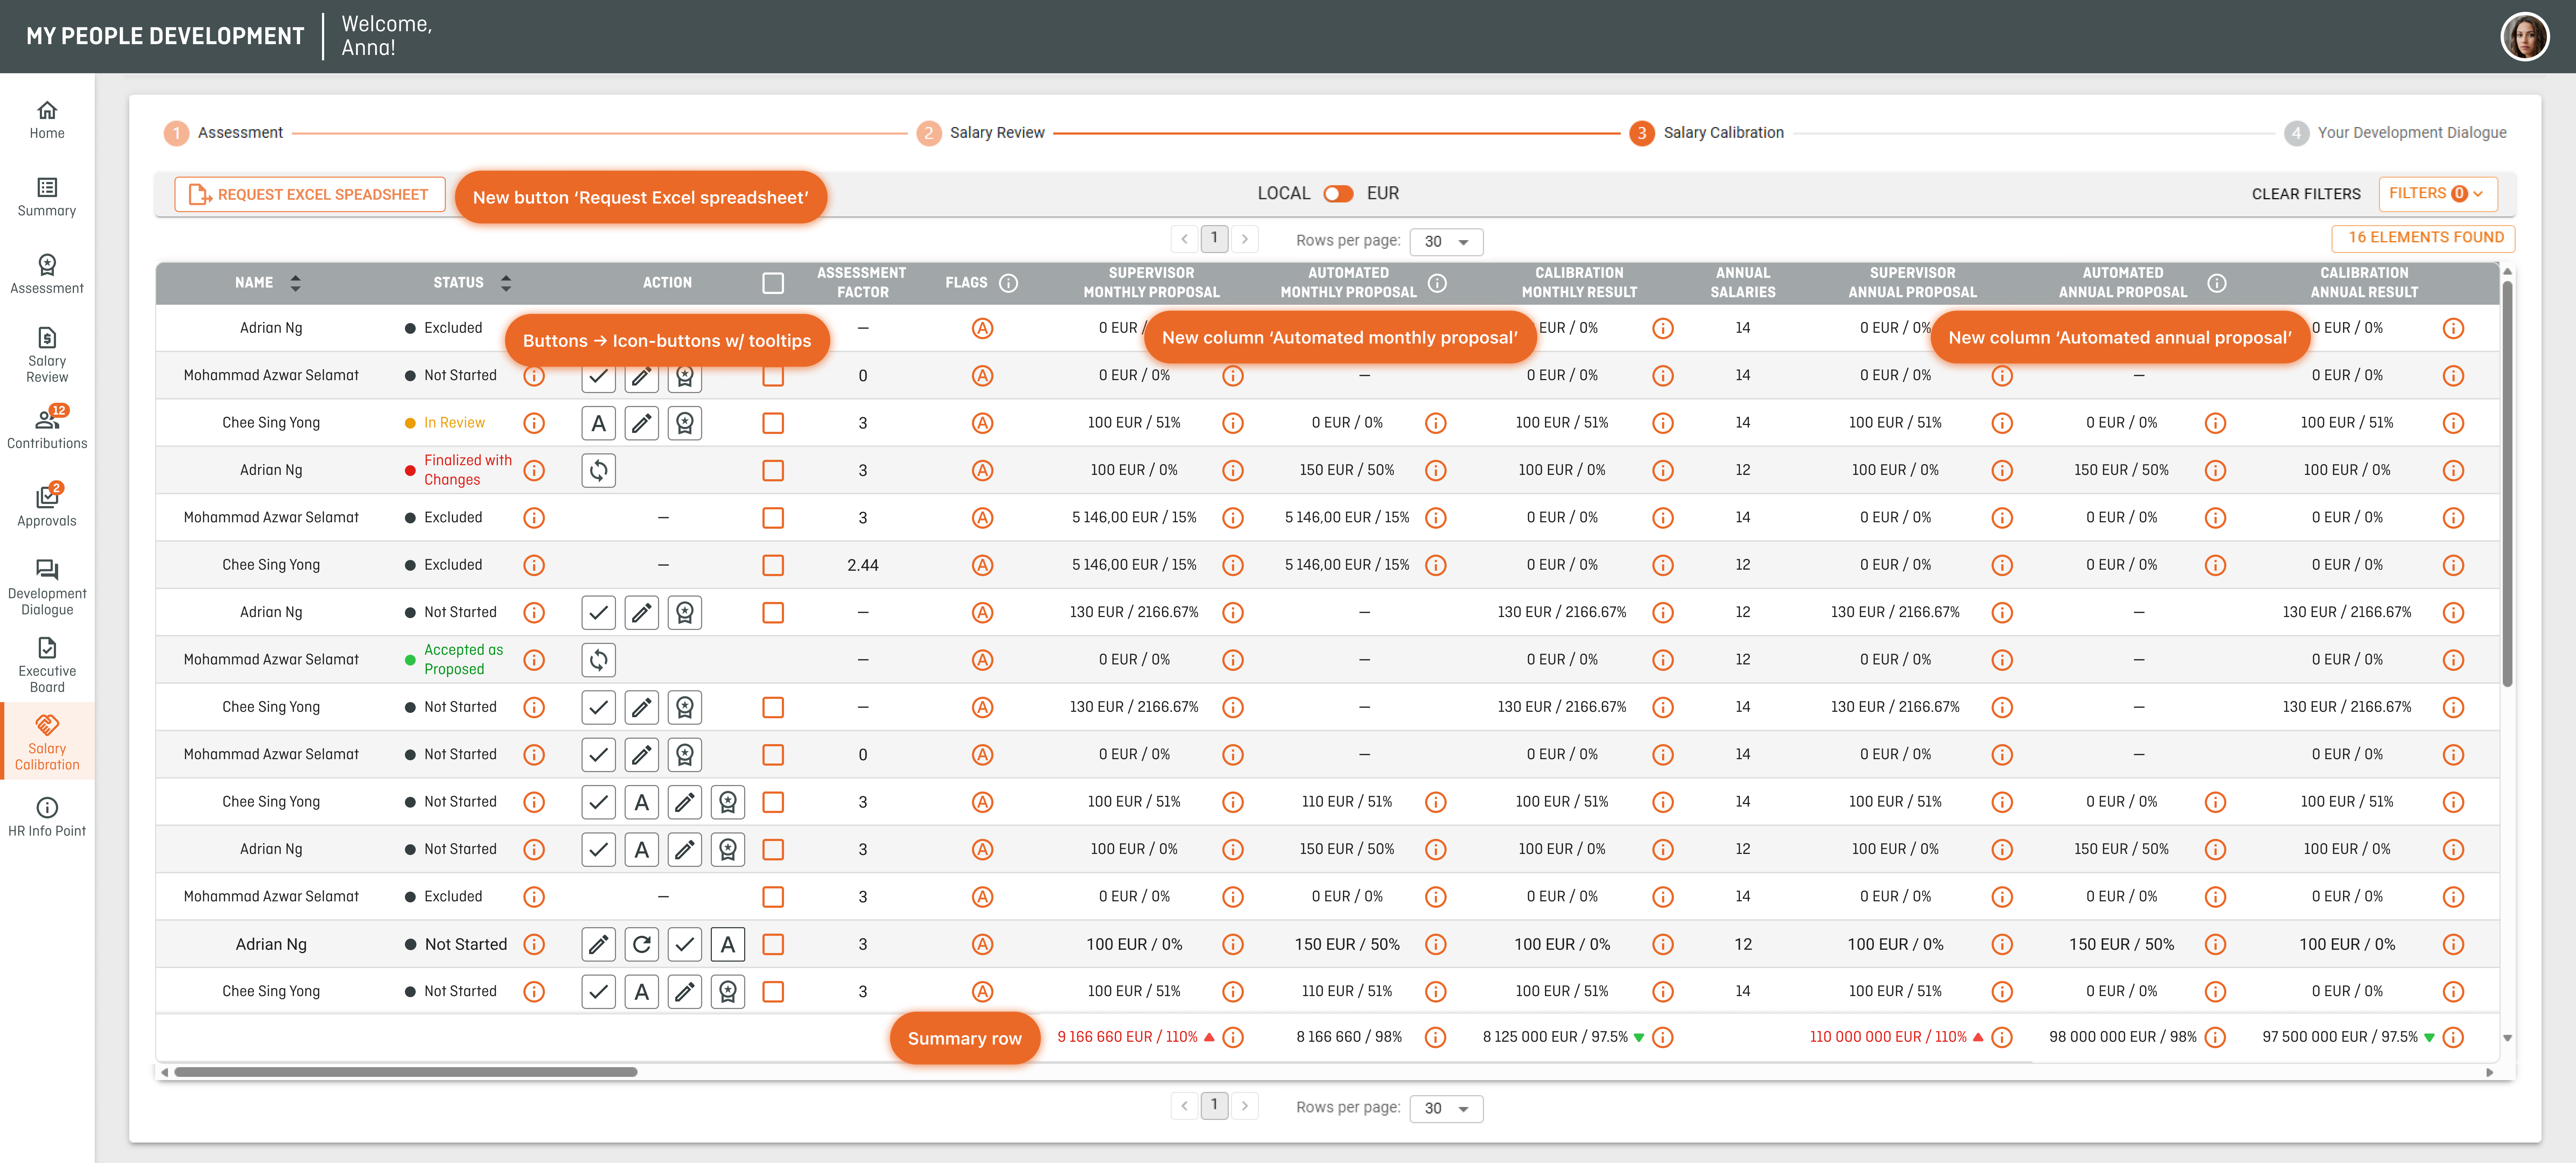 MY PEOPLE DEVELOPMENT
Welcome,
Anna!
Home
Summary
Assessment
Salary
Review
12
Contributions
2
Approvals
Development
Dialogue
Executive
Board
Salary
Calibration
HR Info Point
1 Assessment 2 Salary Review 3 Salary Calibration 4 Your Development Dialogue
REQUEST EXCEL SPEADSHEET New button ‘Request Excel spreadsheet’ LOCAL EUR CLEAR FILTERS FILTERS 0
< 1 > Rows per page: 30 16 ELEMENTS FOUND
NAME STATUS ACTION ASSESSMENT FACTOR FLAGS SUPERVISOR MONTHLY PROPOSAL AUTOMATED MONTHLY PROPOSAL CALIBRATION MONTHLY RESULT ANNUAL SALARIES SUPERVISOR ANNUAL PROPOSAL AUTOMATED ANNUAL PROPOSAL CALIBRATION ANNUAL RESULT
Adrian Ng Excluded – A 0 EUR / EUR / 0% 14 0 EUR / 0% 0 EUR / 0%
Buttons → Icon-buttons w/ tooltips New column ‘Automated monthly proposal’ New column ‘Automated annual proposal’
Mohammad Azwar Selamat Not Started 0 A 0 EUR / 0% – 0 EUR / 0% 14 0 EUR / 0% – 0 EUR / 0%
Chee Sing Yong In Review A 3 A 100 EUR / 51% 0 EUR / 0% 100 EUR / 51% 14 100 EUR / 51% 0 EUR / 0% 100 EUR / 51%
Adrian Ng Finalized with Changes 3 A 100 EUR / 0% 150 EUR / 50% 100 EUR / 0% 12 100 EUR / 0% 150 EUR / 50% 100 EUR / 0%
Mohammad Azwar Selamat Excluded – 3 A 5 146,00 EUR / 15% 5 146,00 EUR / 15% 0 EUR / 0% 14 0 EUR / 0% 0 EUR / 0% 0 EUR / 0%
Chee Sing Yong Excluded – 2.44 A 5 146,00 EUR / 15% 5 146,00 EUR / 15% 0 EUR / 0% 12 0 EUR / 0% 0 EUR / 0% 0 EUR / 0%
Adrian Ng Not Started – A 130 EUR / 2166.67% – 130 EUR / 2166.67% 12 130 EUR / 2166.67% – 130 EUR / 2166.67%
Mohammad Azwar Selamat Accepted as Proposed – A 0 EUR / 0% – 0 EUR / 0% 12 0 EUR / 0% – 0 EUR / 0%
Chee Sing Yong Not Started – A 130 EUR / 2166.67% – 130 EUR / 2166.67% 14 130 EUR / 2166.67% – 130 EUR / 2166.67%
Mohammad Azwar Selamat Not Started 0 A 0 EUR / 0% – 0 EUR / 0% 14 0 EUR / 0% – 0 EUR / 0%
Chee Sing Yong Not Started A 3 A 100 EUR / 51% 110 EUR / 51% 100 EUR / 51% 14 100 EUR / 51% 0 EUR / 0% 100 EUR / 51%
Adrian Ng Not Started A 3 A 100 EUR / 0% 150 EUR / 50% 100 EUR / 0% 12 100 EUR / 0% 150 EUR / 50% 100 EUR / 0%
Mohammad Azwar Selamat Excluded – 3 A 0 EUR / 0% 0 EUR / 0% 0 EUR / 0% 14 0 EUR / 0% 0 EUR / 0% 0 EUR / 0%
Adrian Ng Not Started A 3 A 100 EUR / 0% 150 EUR / 50% 100 EUR / 0% 12 100 EUR / 0% 150 EUR / 50% 100 EUR / 0%
Chee Sing Yong Not Started A 3 A 100 EUR / 51% 110 EUR / 51% 100 EUR / 51% 14 100 EUR / 51% 0 EUR / 0% 0 EUR / 0%
Summary row 9 166 660 EUR / 110% 8 166 660 / 98% 8 125 000 EUR / 97.5% 110 000 000 EUR / 110% 98 000 000 EUR / 98% 97 500 000 EUR / 97.5%
< 1 > Rows per page: 30